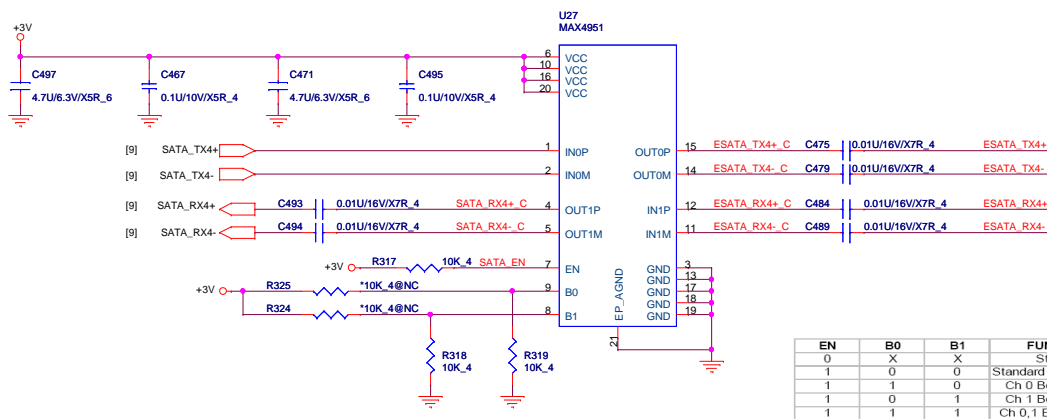 U27
MAX4951
+3V
C497
4.7U/6.3V/X5R_6
C467
0.1U/10V/X5R_4
C471
4.7U/6.3V/X5R_6
C495
0.1U/10V/X5R_4
6 VCC
10 VCC
16 VCC
20 VCC
[9] SATA_TX4+ 1 IN0P OUT0P 15 ESATA_TX4+_C C475 0.01U/16V/X7R_4 ESATA_TX4+
[9] SATA_TX4- 2 IN0M OUT0M 14 ESATA_TX4-_C C479 0.01U/16V/X7R_4 ESATA_TX4-
[9] SATA_RX4+ C493 0.01U/16V/X7R_4 SATA_RX4+_C 4 OUT1P IN1P 12 ESATA_RX4+_C C484 0.01U/16V/X7R_4 ESATA_RX4+
[9] SATA_RX4- C494 0.01U/16V/X7R_4 SATA_RX4-_C 5 OUT1M IN1M 11 ESATA_RX4-_C C489 0.01U/16V/X7R_4 ESATA_RX4-
+3V R317 10K_4 SATA_EN 7 EN GND 3
GND 13
+3V R325 *10K_4@NC 9 B0 GND 17
GND 18
R324 *10K_4@NC 8 B1 GND 19
EP_AGND
21
R318
10K_4
R319
10K_4
EN B0 B1
0 X X
1 0 0 Standard
1 1 0 Ch 0
1 0 1 Ch 1
1 1 1 Ch 0,1